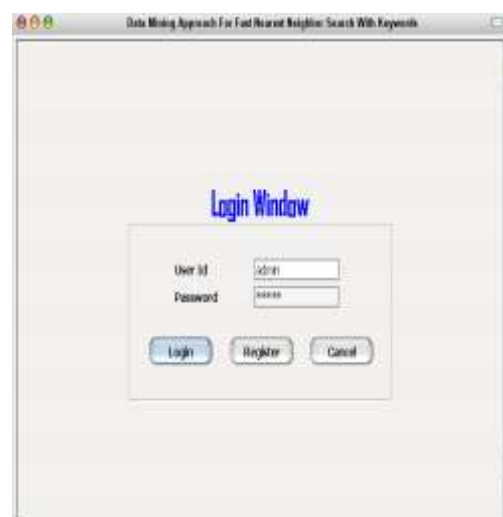 Data Mining Approach For Fast Nearest Neighbor Search With Keywords
Login Window
User Id admin
Password *****
Login Register Cancel